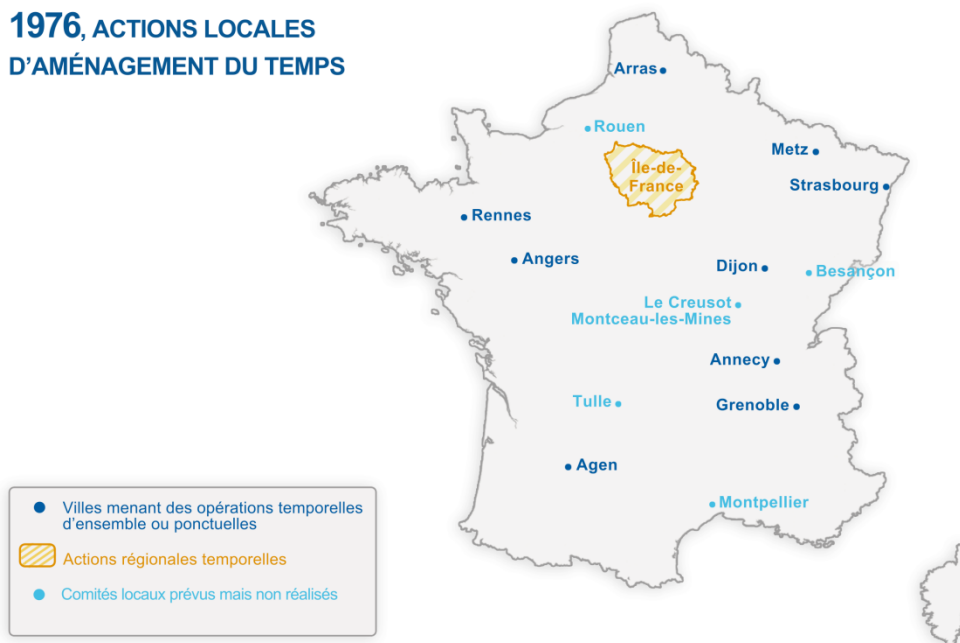 1976, ACTIONS LOCALES
D'AMÉNAGEMENT DU TEMPS
Arras
Rouen
Metz
Île-de-
France
Strasbourg
Rennes
Angers
Dijon
Besançon
Le Creusot
Montceau-les-Mines
Annecy
Tulle
Grenoble
Agen
Montpellier
Villes menant des opérations temporelles
d'ensemble ou ponctuelles
Actions régionales temporelles
Comités locaux prévus mais non réalisés